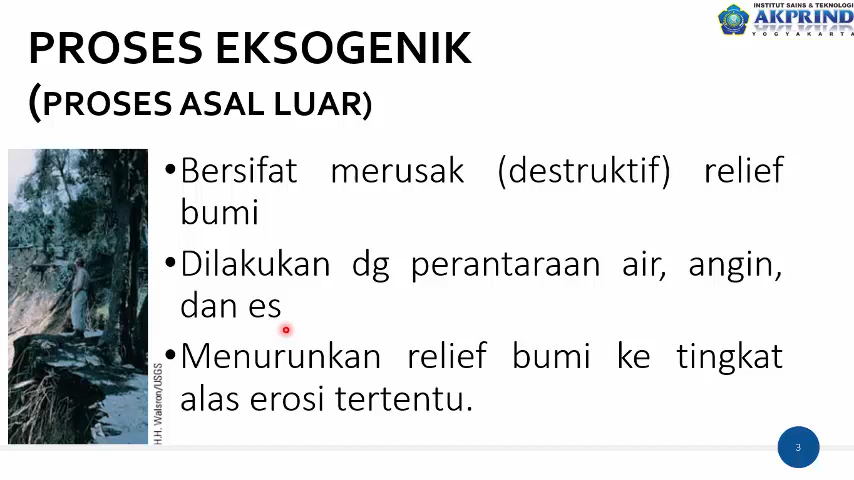 INSTITUT SAINS & TEKNOLOGI
AKPRIND
YOGYAKARTA
PROSES EKSOGENIK
(PROSES ASAL LUAR)
•Bersifat merusak (destruktif) relief
bumi
•Dilakukan dg perantaraan air, angin,
dan es
•Menurunkan relief bumi ke tingkat
alas erosi tertentu.
H.H. Walsron/USGS
3